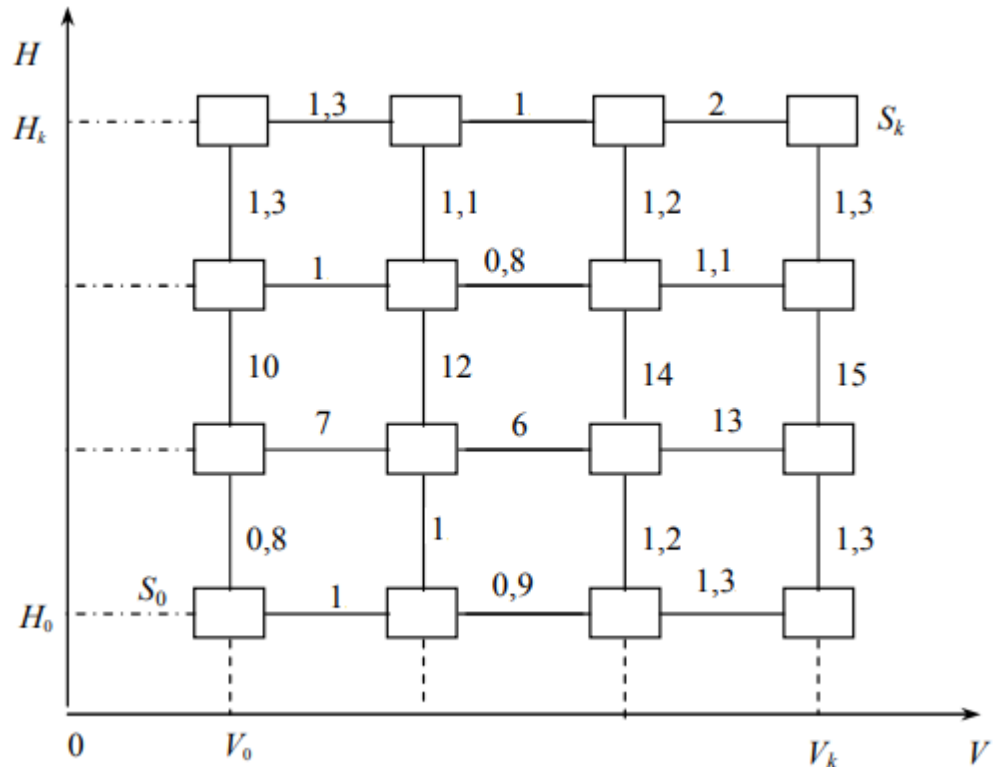 H
1,3 1 2
H_k S_k
1,3 1,1 1,2 1,3
1 0,8 1,1
10 12 14 15
7 6 13
0,8 1 1,2 1,3
S_0 1 0,9 1,3
H_0
0 V_0 V_k V